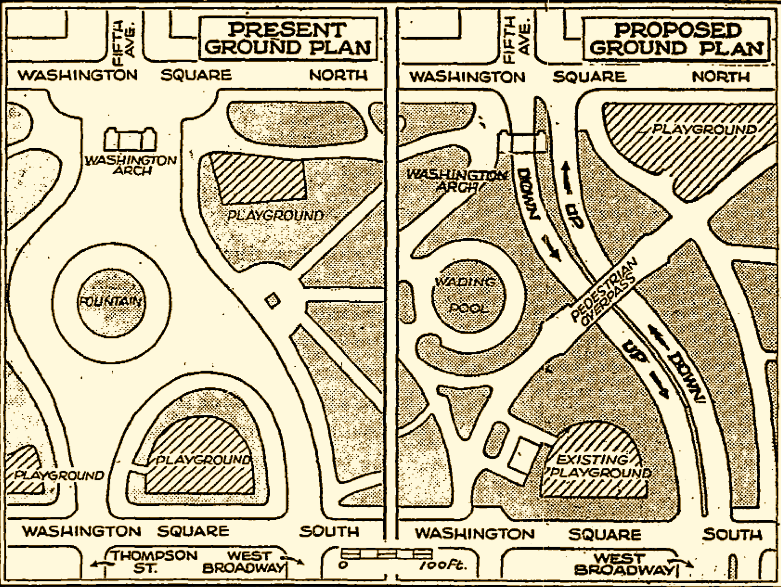 PRESENT
GROUND PLAN
FIFTH
AVE.
WASHINGTON SQUARE NORTH
WASHINGTON
ARCH
PLAYGROUND
FOUNTAIN
PLAYGROUND
PLAYGROUND
WASHINGTON SQUARE SOUTH
THOMPSON
ST.
WEST
BROADWAY
0 100 Ft.
PROPOSED
GROUND PLAN
FIFTH
AVE.
WASHINGTON SQUARE NORTH
PLAYGROUND
WASHINGTON
ARCH
DOWN
UP
WADING
POOL
PEDESTRIAN
OVERPASS
UP
DOWN
EXISTING
PLAYGROUND
WASHINGTON SQUARE SOUTH
WEST
BROADWAY